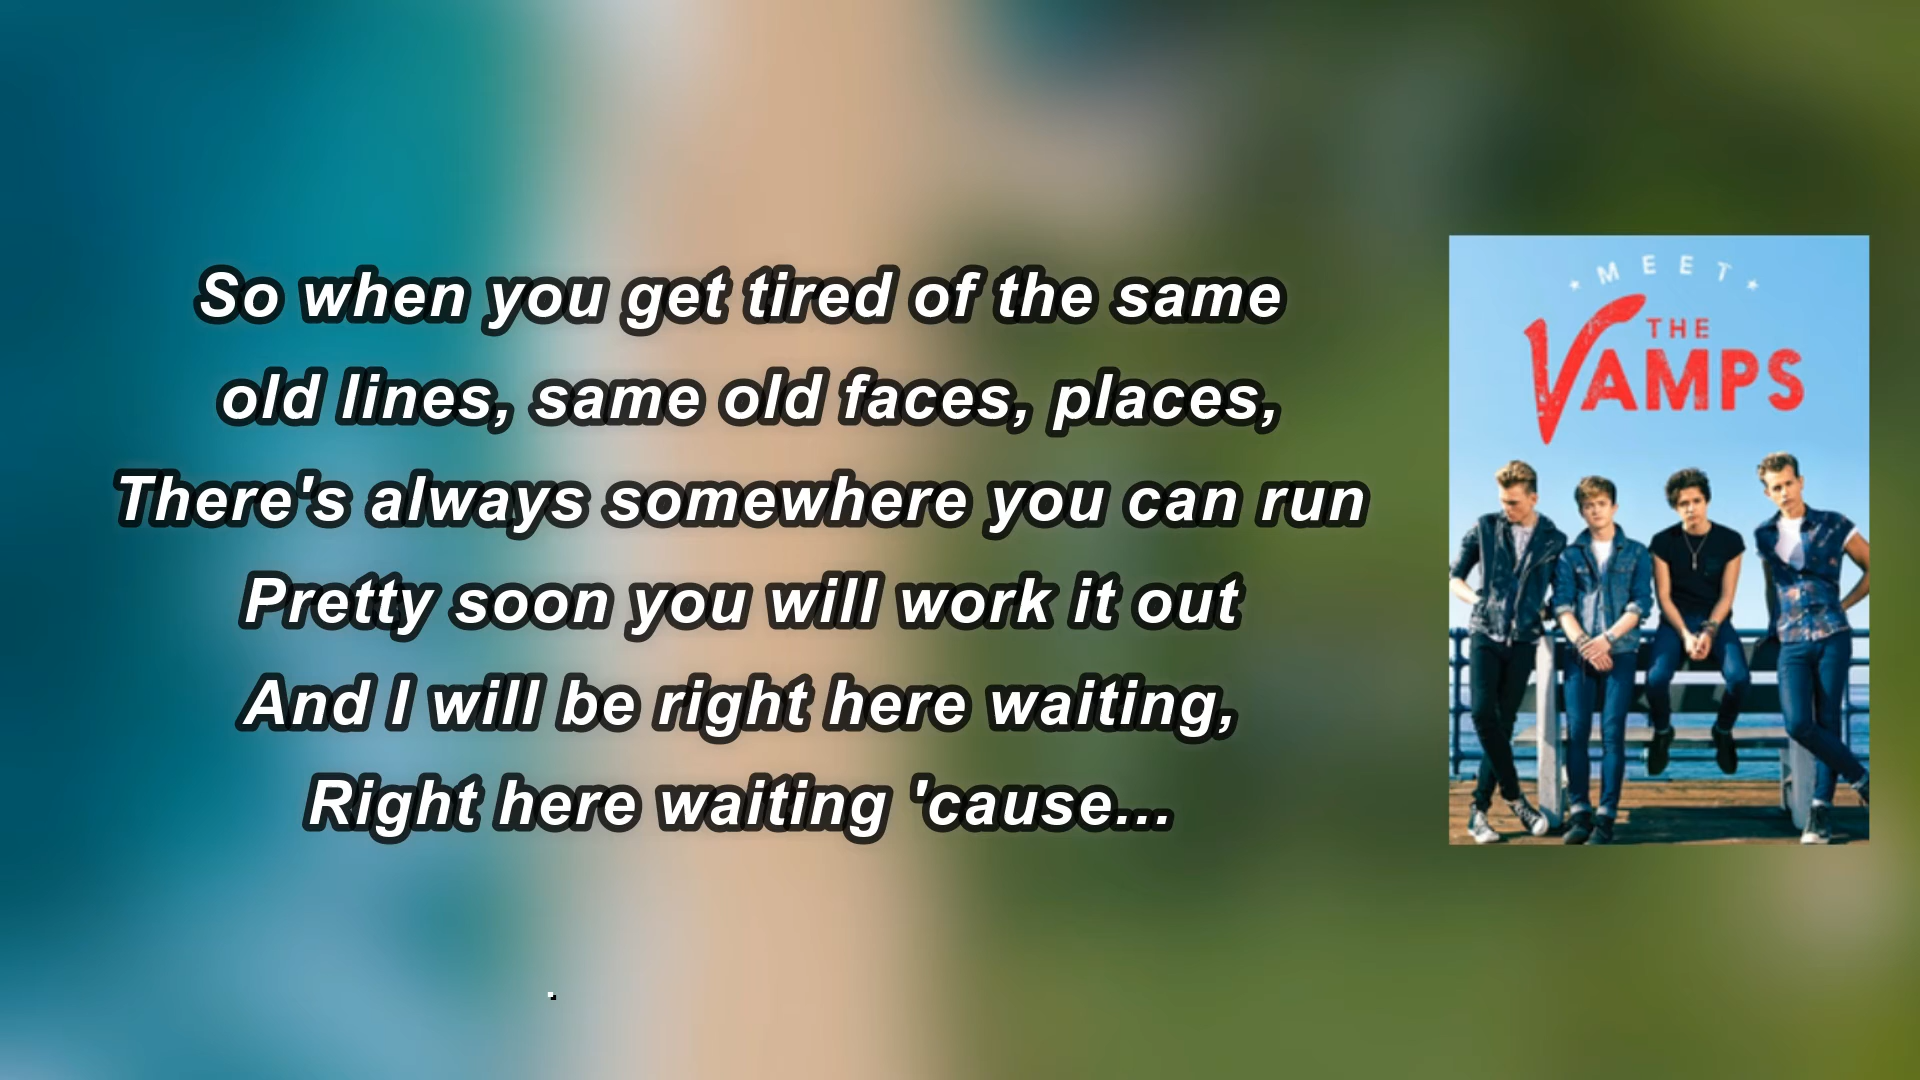 So when you get tired of the same
old lines, same old faces, places,
There's always somewhere you can run
Pretty soon you will work it out
And I will be right here waiting,
Right here waiting 'cause...
MEET
THE
VAMPS